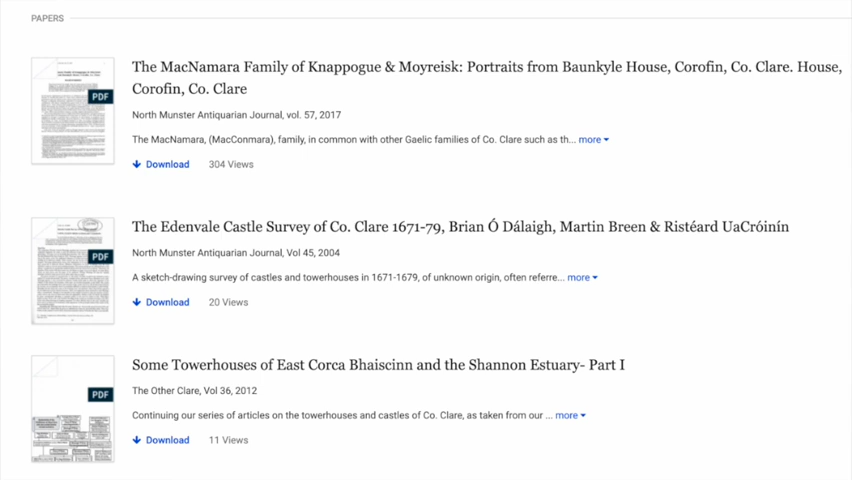 PAPERS
The MacNamara Family of Knappogue & Moyreisk: Portraits from Baunkyle House, Corofin, Co. Clare. House,
Corofin, Co. Clare
PDF
North Munster Antiquarian Journal, vol. 57, 2017
The MacNamara, (MacConmara), family, in common with other Gaelic families of Co. Clare such as th... more
Download 304 Views
The Edenvale Castle Survey of Co. Clare 1671-79, Brian Ó Dálaigh, Martin Breen & Ristéard UaCróinín
PDF
North Munster Antiquarian Journal, Vol 45, 2004
A sketch-drawing survey of castles and towerhouses in 1671-1679, of unknown origin, often referre... more
Download 20 Views
Some Towerhouses of East Corca Bhaiscinn and the Shannon Estuary- Part I
PDF
The Other Clare, Vol 36, 2012
Continuing our series of articles on the towerhouses and castles of Co. Clare, as taken from our ... more
Download 11 Views